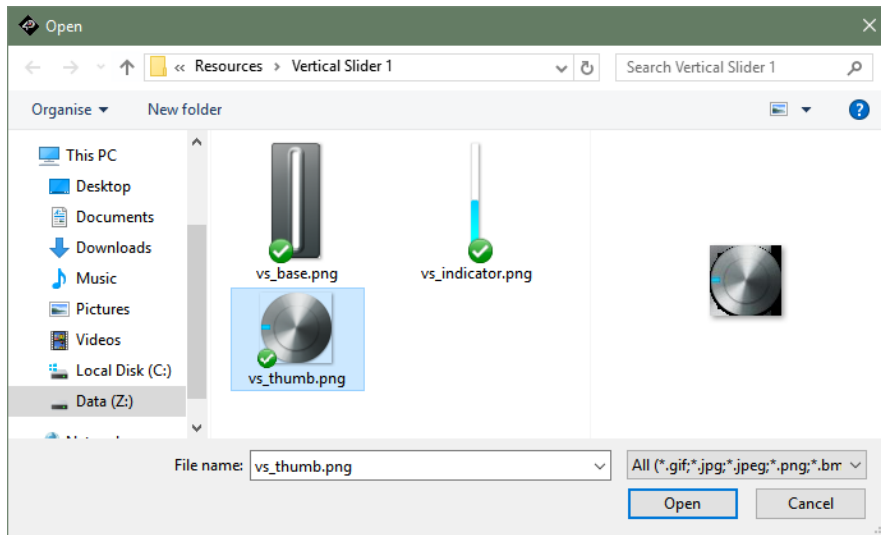 Open
« Resources > Vertical Slider 1
Search Vertical Slider 1
Organise
New folder
This PC
Desktop
Documents
Downloads
Music
Pictures
Videos
Local Disk (C:)
Data (Z:)
vs_base.png
vs_indicator.png
vs_thumb.png
File name:
vs_thumb.png
All (*.gif;*.jpg;*.jpeg;*.png;*.bm
Open
Cancel